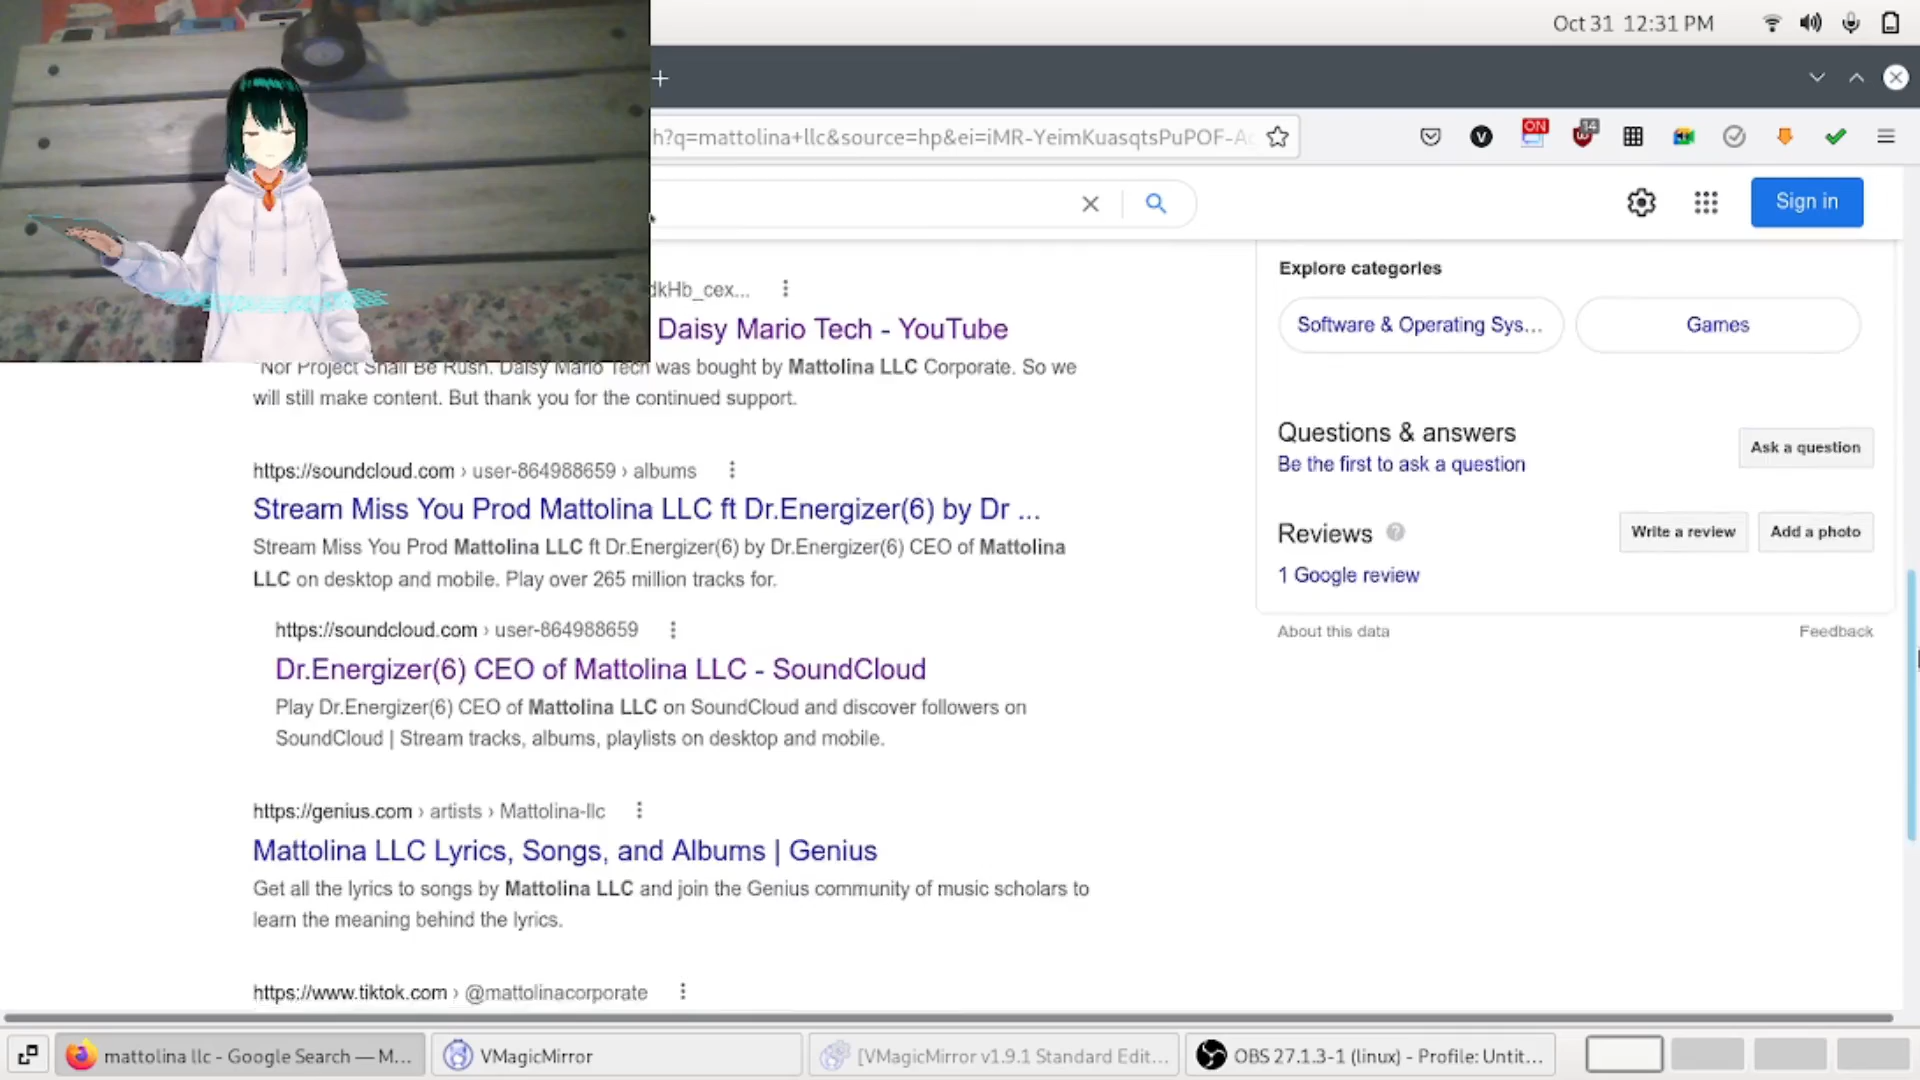 Oct 31 12:31 PM
h?q=mattolina+llc&source=hp&ei=iMR-YeimKuasqtsPuPOF-Ac
ON
14
Sign in
dkHb_cex...
Daisy Mario Tech - YouTube
"Nor Project Shall Be Rush. Daisy Mario Tech was bought by Mattolina LLC Corporate. So we
will still make content. But thank you for the continued support.
https://soundcloud.com › user-864988659 › albums
Stream Miss You Prod Mattolina LLC ft Dr.Energizer(6) by Dr ...
Stream Miss You Prod Mattolina LLC ft Dr.Energizer(6) by Dr.Energizer(6) CEO of Mattolina
LLC on desktop and mobile. Play over 265 million tracks for.
https://soundcloud.com › user-864988659
Dr.Energizer(6) CEO of Mattolina LLC - SoundCloud
Play Dr.Energizer(6) CEO of Mattolina LLC on SoundCloud and discover followers on
SoundCloud | Stream tracks, albums, playlists on desktop and mobile.
https://genius.com › artists › Mattolina-llc
Mattolina LLC Lyrics, Songs, and Albums | Genius
Get all the lyrics to songs by Mattolina LLC and join the Genius community of music scholars to
learn the meaning behind the lyrics.
https://www.tiktok.com › @mattolinacorporate
Explore categories
Software & Operating Sys...
Games
Questions & answers
Be the first to ask a question
Ask a question
Reviews
Write a review
Add a photo
1 Google review
About this data
Feedback
mattolina llc - Google Search — M...
VMagicMirror
[VMagicMirror v1.9.1 Standard Edit...
OBS 27.1.3-1 (linux) - Profile: Untit...